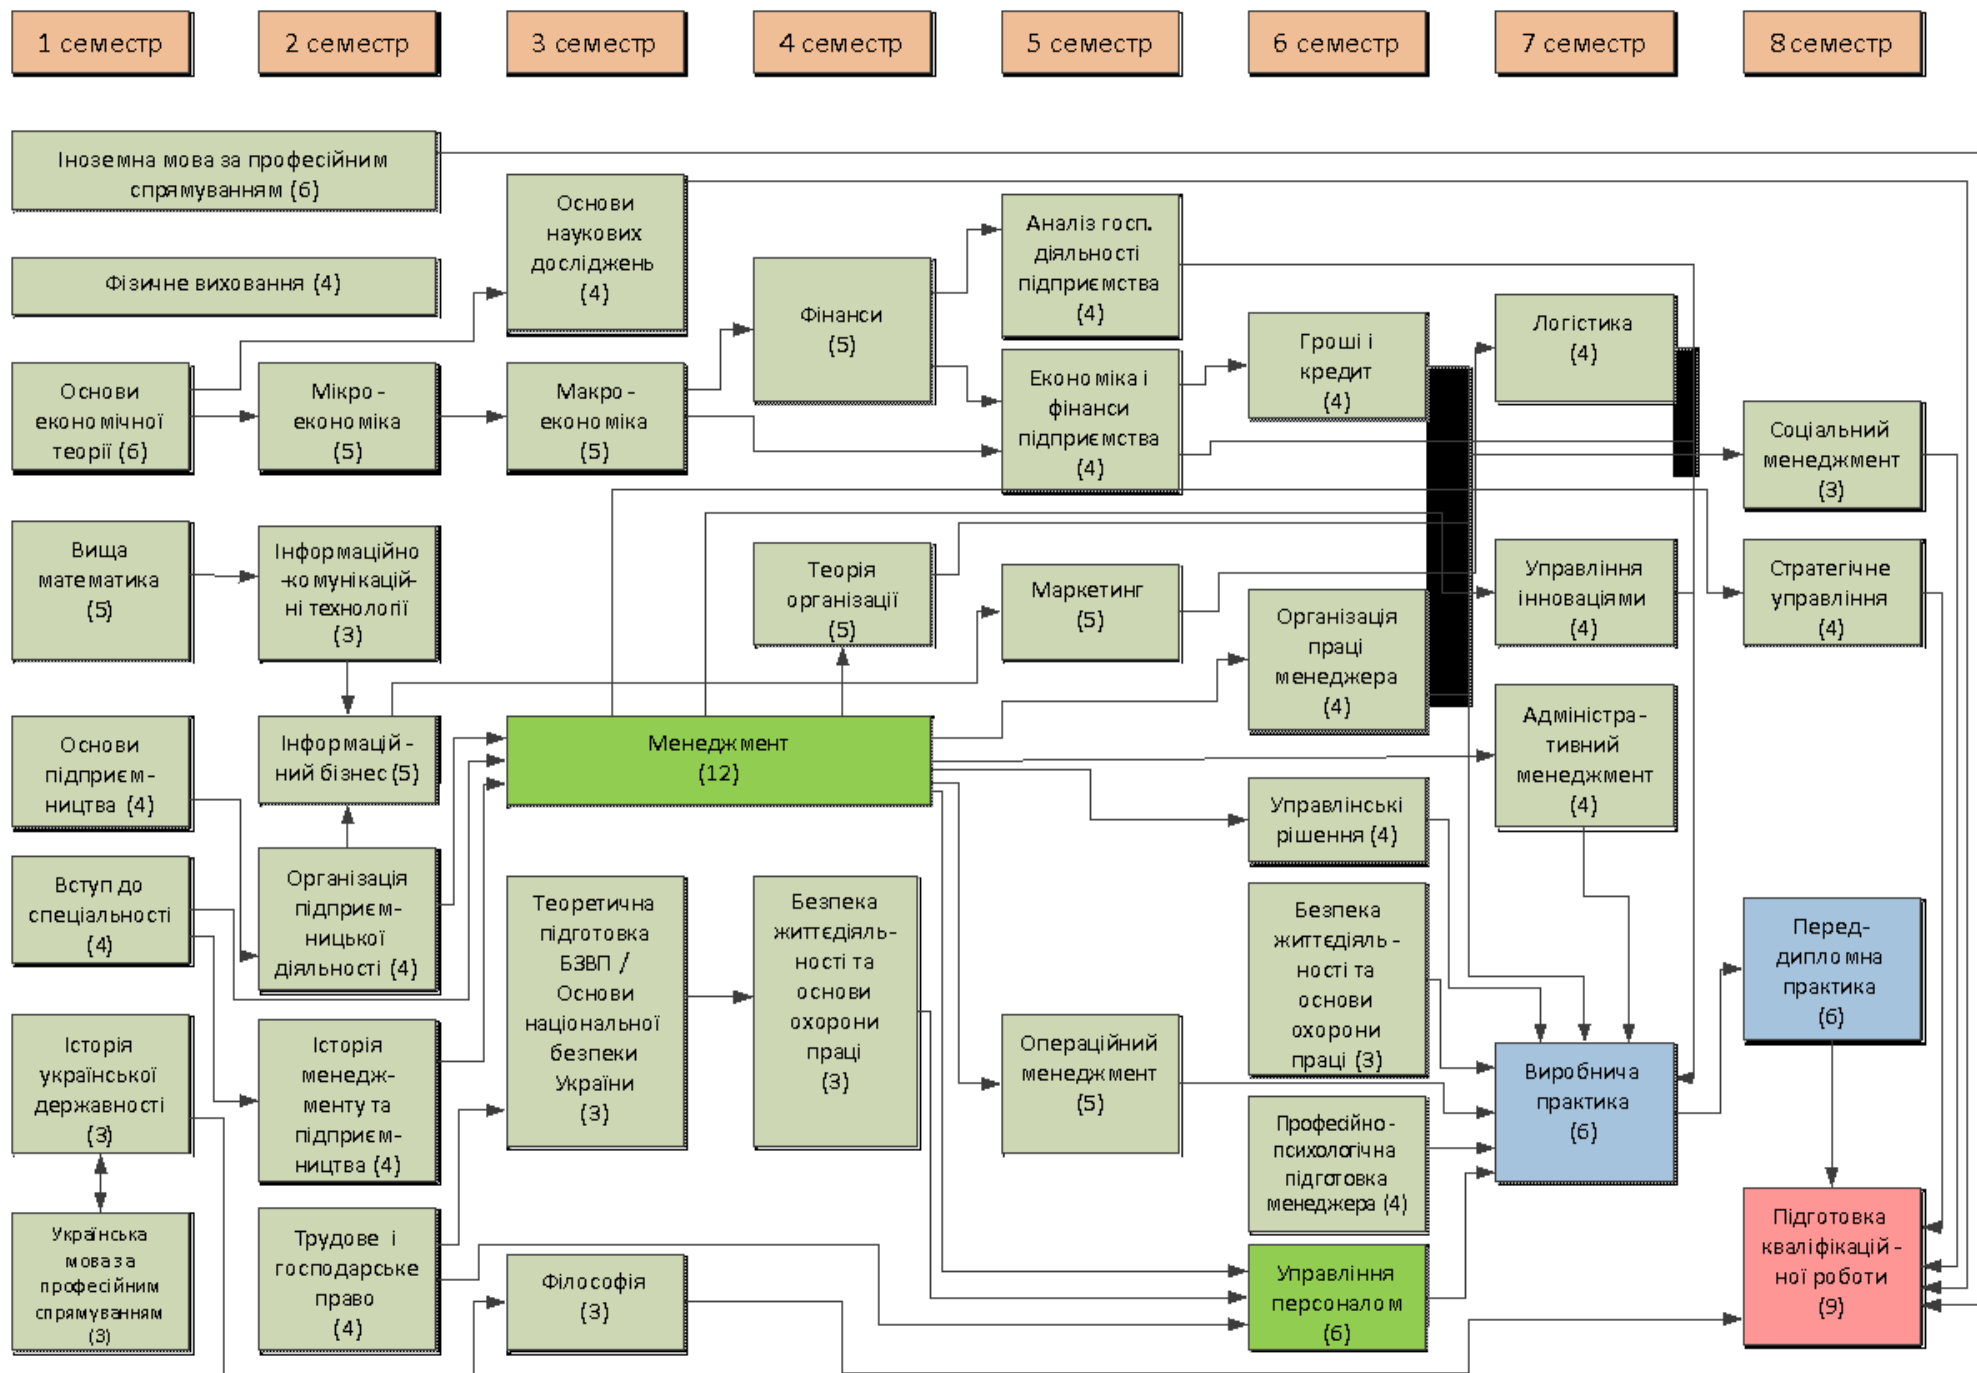 1 семестр
2 семестр
3 семестр
4 семестр
5 семестр
6 семестр
7 семестр
8 семестр
Іноземна мова за професійним
спрямуванням (6)
Фізичне виховання (4)
Основи
економічної
теорії (6)
Вища
математика
(5)
Основи
підприєм-
ництва (4)
Вступ до
спеціальності
(4)
Історія
української
державності
(3)
Українська
мова за
професійним
спрямуванням
(3)
Мікро-
економіка
(5)
Інформаційно
-комунікацій-
ні технології
(3)
Інформацій-
ний бізнес (5)
Організація
підприєм-
ницької
діяльності (4)
Історія
менедж-
менту та
підприєм-
ництва (4)
Трудове і
господарське
право
(4)
Основи
наукових
досліджень
(4)
Макро-
економіка
(5)
Менеджмент
(12)
Теоретична
підготовка
БЗВП /
Основи
національної
безпеки
України
(3)
Філософія
(3)
Фінанси
(5)
Теорія
організації
(5)
Безпека
життєдіяль-
ності та
основи
охорони
праці
(3)
Аналіз госп.
діяльності
підприємства
(4)
Економіка і
фінанси
підприємства
(4)
Маркетинг
(5)
Операційний
менеджмент
(5)
Гроші і
кредит
(4)
Організація
праці
менеджера
(4)
Управлінські
рішення (4)
Безпека
життєдіяль-
ності та
основи
охорони
праці (3)
Професійно-
психологічна
підготовка
менеджера (4)
Управління
персоналом
(6)
Логістика
(4)
Управління
інноваціями
(4)
Адміністра-
тивний
менеджмент
(4)
Виробнича
практика
(6)
Соціальний
менеджмент
(3)
Стратегічне
управління
(4)
Перед-
дипломна
практика
(6)
Підготовка
кваліфікацій-
ної роботи
(9)